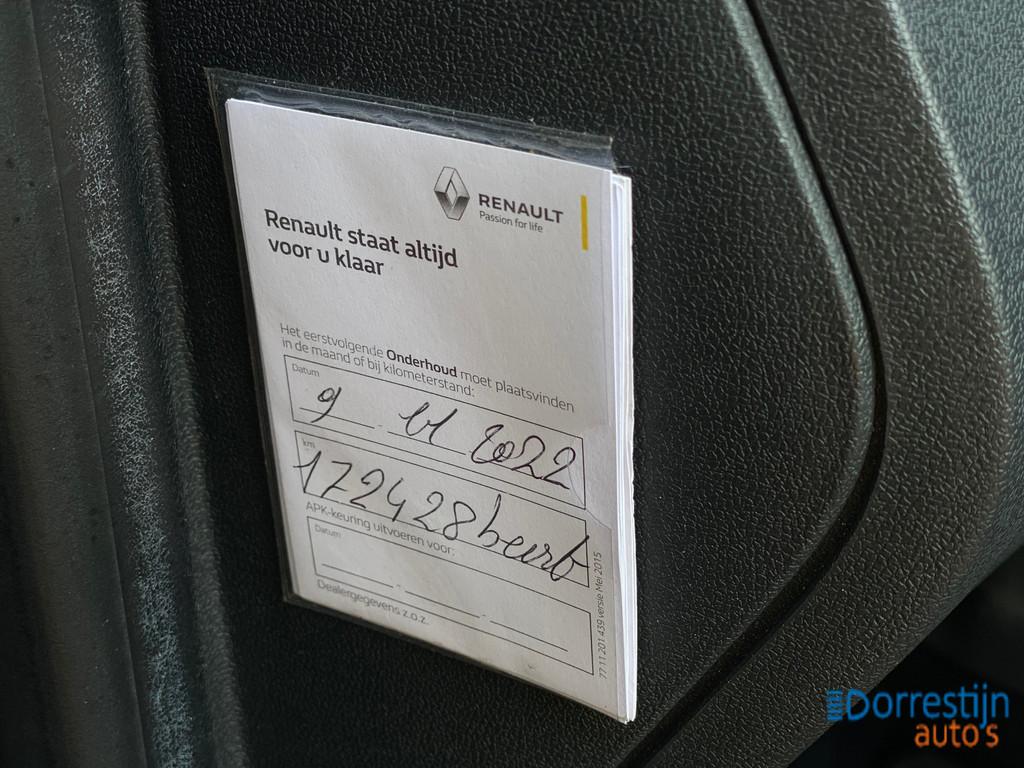 RENAULT
Passion for life
Renault staat altijd
voor u klaar
Het eerstvolgende Onderhoud moet plaatsvinden
in de maand of bij kilometerstand:
Datum
9 - 11 2022
km
172428 beurt
APK-keuring uitvoeren voor:
Datum
- -
Dealergegevens z.o.z.
77 11 201 439 versie Mei 2015
Dorrestijn
auto's